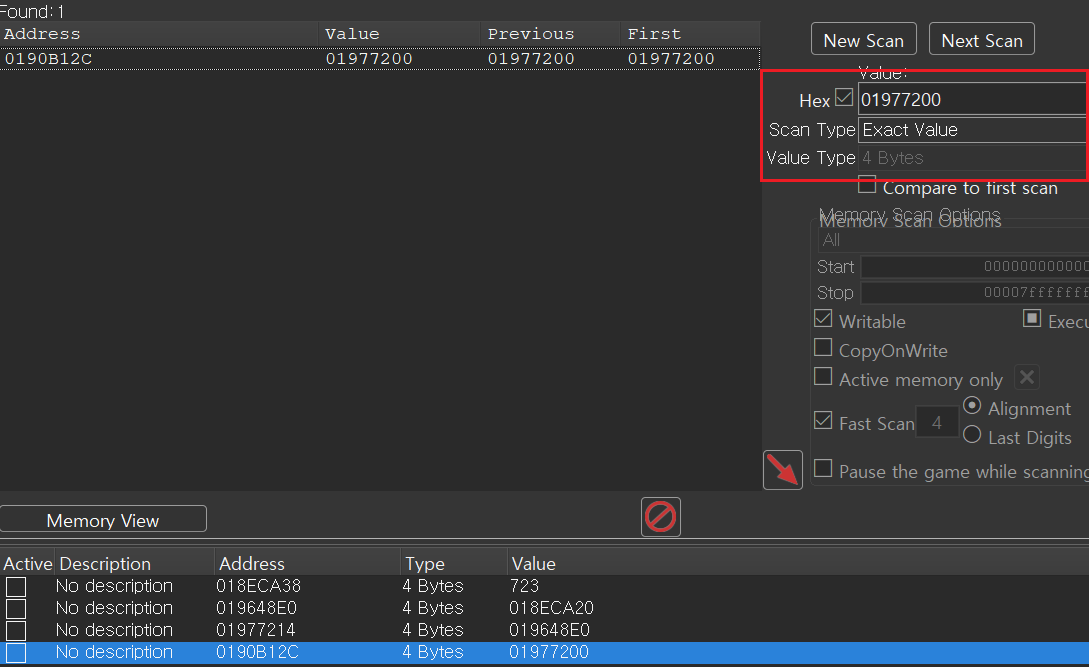 Found:1
Address Value Previous First
0190B12C 01977200 01977200 01977200
New Scan Next Scan
Value:
Hex 01977200
Scan Type Exact Value
Value Type 4 Bytes
Compare to first scan
Memory Scan Options
Memory Scan Options
All
Start 000000000000
Stop 00007fffffff
Writable Execu
CopyOnWrite
Active memory only
Fast Scan 4 Alignment
Last Digits
Pause the game while scanning
Memory View
Active Description Address Type Value
No description 018ECA38 4 Bytes 723
No description 019648E0 4 Bytes 018ECA20
No description 01977214 4 Bytes 019648E0
No description 0190B12C 4 Bytes 01977200